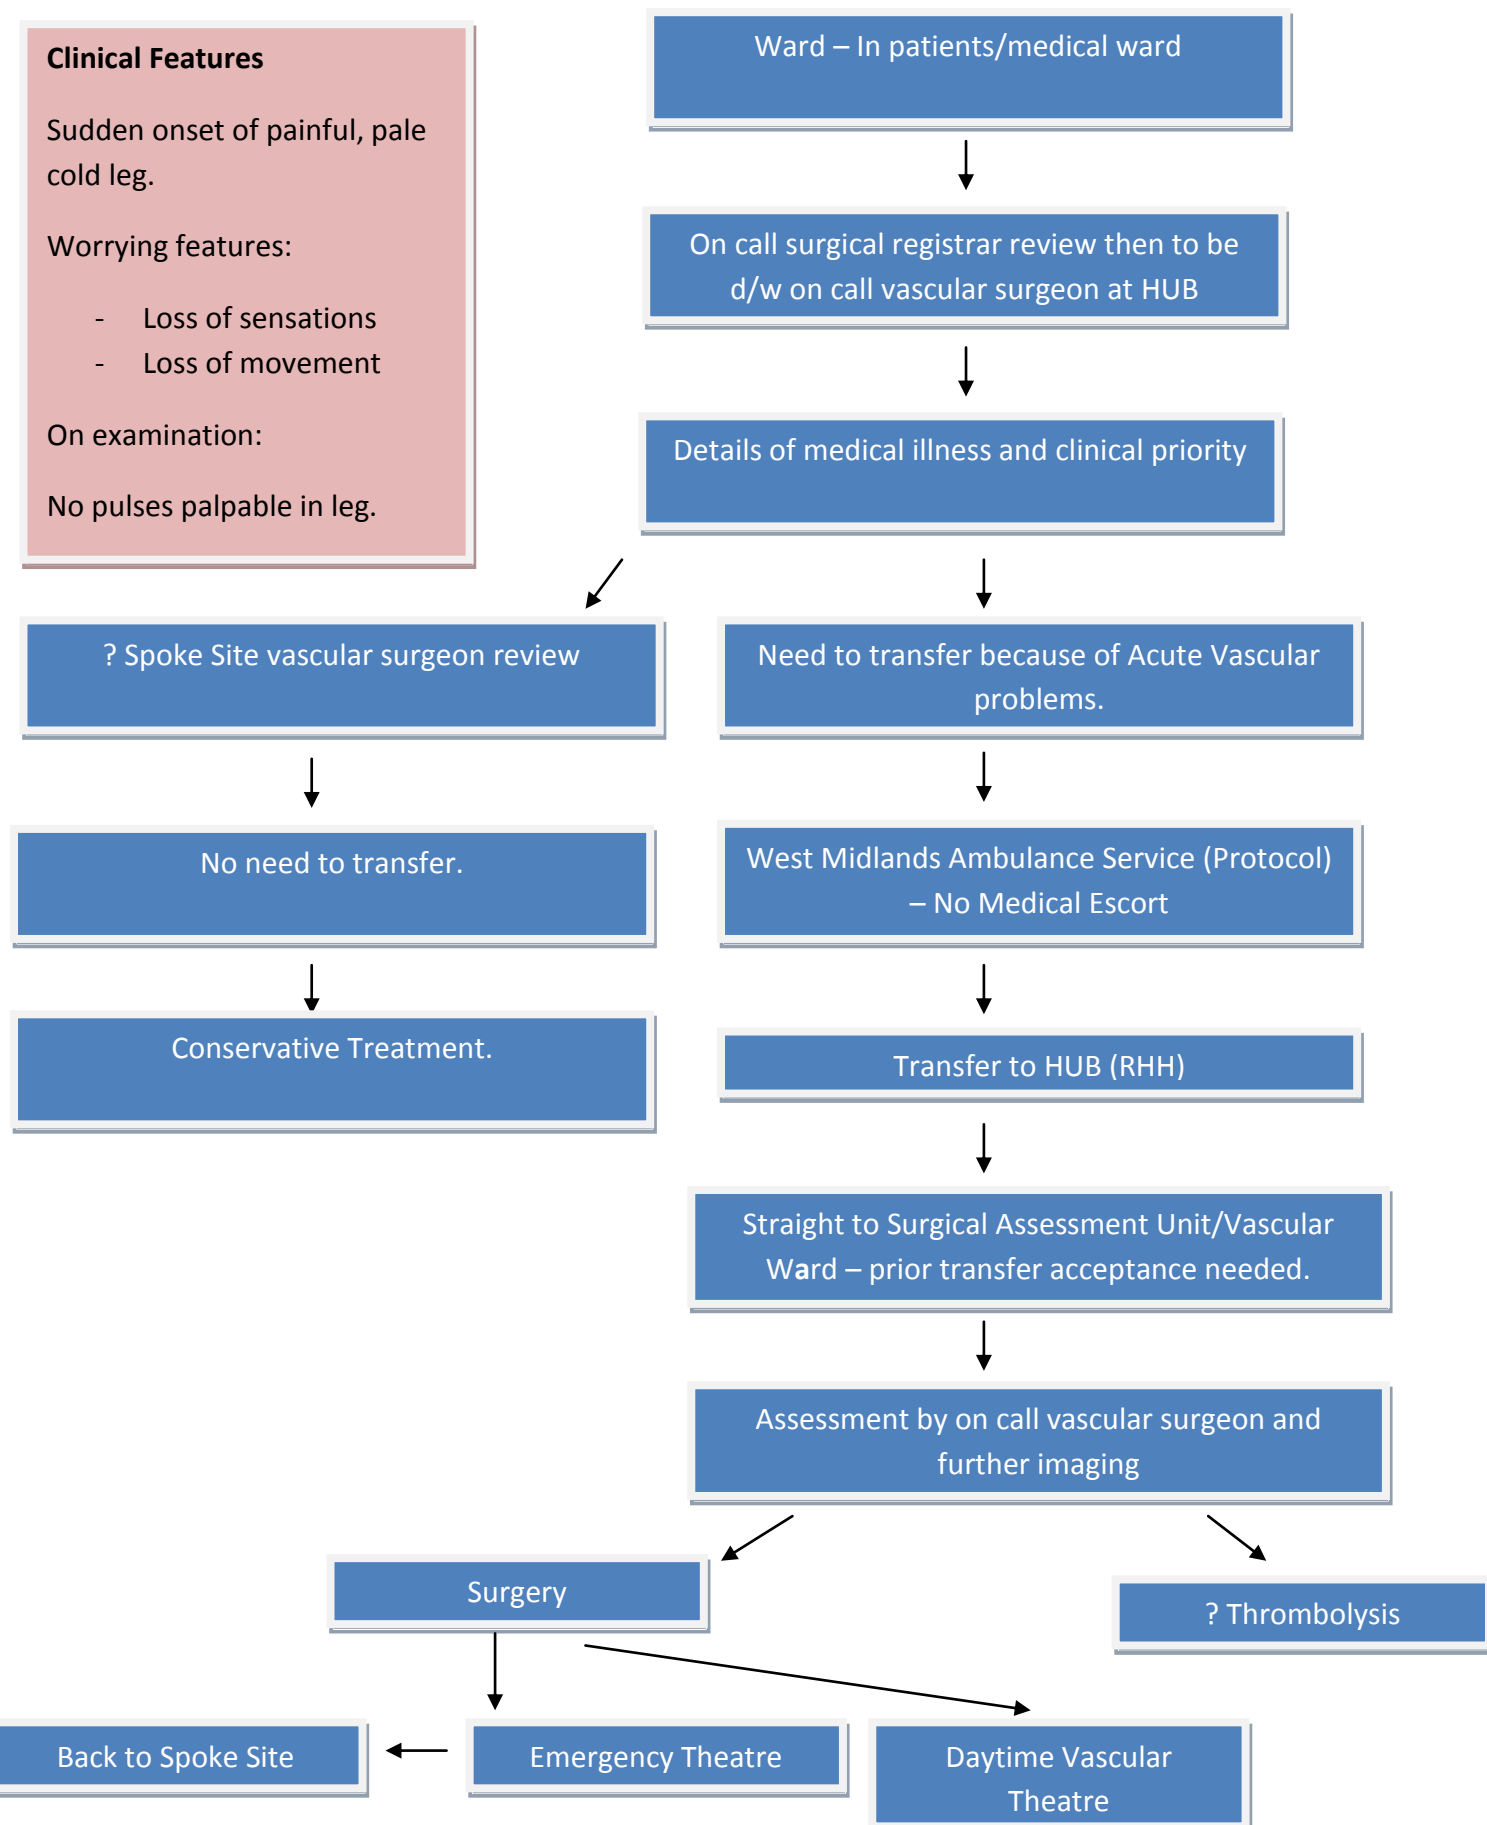 Clinical Features
Sudden onset of painful, pale
cold leg.
Worrying features:
- Loss of sensations
- Loss of movement
On examination:
No pulses palpable in leg.
Ward – In patients/medical ward
On call surgical registrar review then to be
d/w on call vascular surgeon at HUB
Details of medical illness and clinical priority
? Spoke Site vascular surgeon review
Need to transfer because of Acute Vascular
problems.
No need to transfer.
West Midlands Ambulance Service (Protocol)
– No Medical Escort
Conservative Treatment.
Transfer to HUB (RHH)
Straight to Surgical Assessment Unit/Vascular
Ward – prior transfer acceptance needed.
Assessment by on call vascular surgeon and
further imaging
Surgery
? Thrombolysis
Back to Spoke Site
Emergency Theatre
Daytime Vascular
Theatre